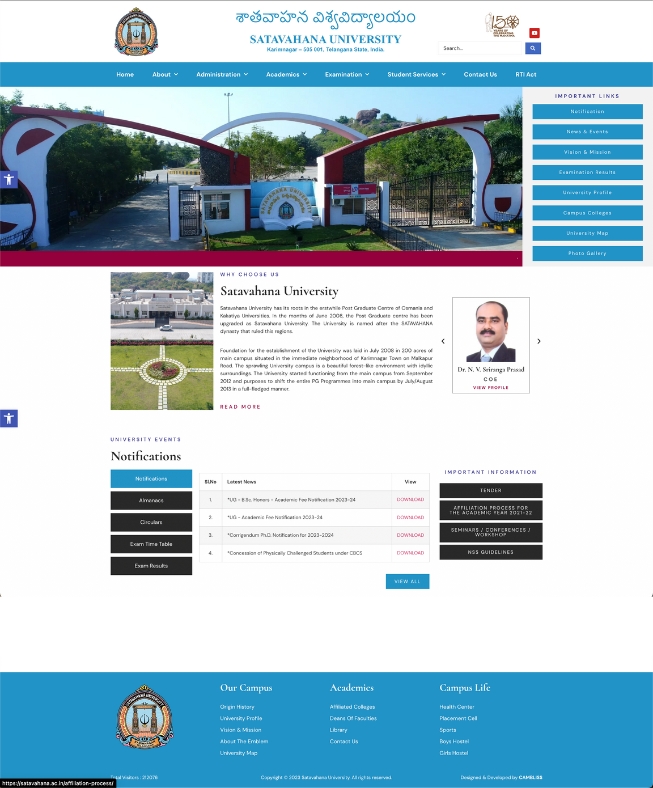 శాతవాహన విశ్వవిద్యాలయం
SATAVAHANA UNIVERSITY
Karimnagar – 505 001, Telangana State, India.
Search...
Home
About
Administration
Academics
Examination
Student Services
Contact Us
RTI Act
IMPORTANT LINKS
Notification
News & Events
Vision & Mission
Examination Results
University Profile
Campus Colleges
University Map
Photo Gallery
WHY CHOOSE US
Satavahana University
Satavahana University has its roots in the erstwhile Post Graduate Centre of Osmania and
Kakatiya Universities. In the months of June 2006, the Post Graduate centre has been
upgraded as Satavahana University. The University is named after the SATAVAHANA
dynasty that ruled this regions.
Foundation for the establishment of the University was laid in July 2008 in 200 acres of
main campus situated in the immediate neighborhood of Karimnagar Town on Malkapur
Road. The sprawling University campus is a beautiful forest-like environment with idyllic
surroundings. The University started functioning from the main campus from September
2012 and purposes to shift the entire PG Programmes into main campus by July/August
2015 in a full-fledged manner.
READ MORE
Dr. N. V. Sriranga Prasad
COE
VIEW PROFILE
UNIVERSITY EVENTS
Notifications
Notifications
Almanacs
Circulars
Exam Time Table
Exam Results
Sl.No Latest News View
1. *UG - B.Sc. Honors - Academic Fee Notification 2023-24 DOWNLOAD
2. *UG - Academic Fee Notification 2023-24 DOWNLOAD
3. *Corrigendum Ph.D. Notification for 2023-2024 DOWNLOAD
4. *Concession of Physically Challenged Students under CBCS DOWNLOAD
VIEW ALL
IMPORTANT INFORMATION
TENDER
AFFILIATION PROCESS FOR
THE ACADEMIC YEAR 2021-22
SEMINARS / CONFERENCES /
WORKSHOP
NSS GUIDELINES
Our Campus
Origin History
University Profile
Vision & Mission
About The Emblem
University Map
Academics
Affiliated Colleges
Deans Of Faculties
Library
Contact Us
Campus Life
Health Center
Placement Cell
Sports
Boys Hostel
Girls Hostel
Total Visitors : 212078
Copyright © 2023 Satavahana University. All rights reserved.
Designed & Developed by CAMELISX
https://satavahana.ac.in/affiliation-process/